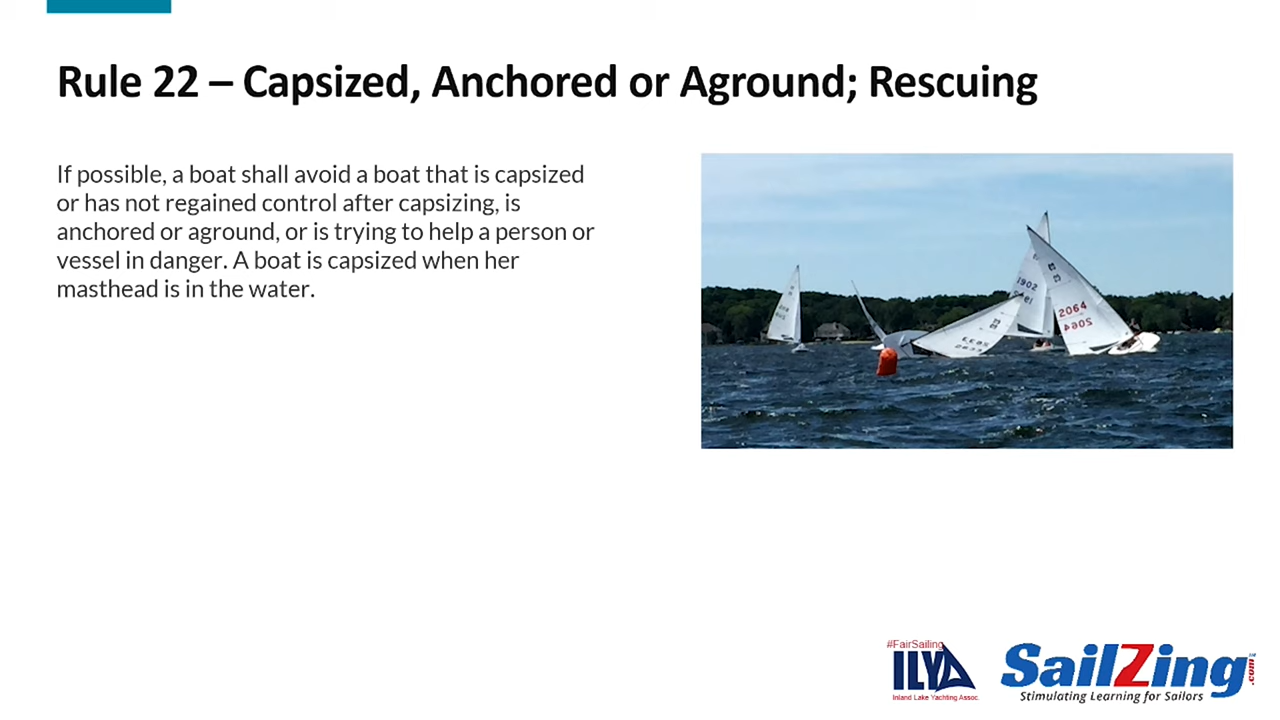 Rule 22 – Capsized, Anchored or Aground; Rescuing
If possible, a boat shall avoid a boat that is capsized
or has not regained control after capsizing, is
anchored or aground, or is trying to help a person or
vessel in danger. A boat is capsized when her
masthead is in the water.
1902
2064
2064
#FairSailing
ILYA
Inland Lake Yachting Assoc.
SailZing.com
Stimulating Learning for Sailors